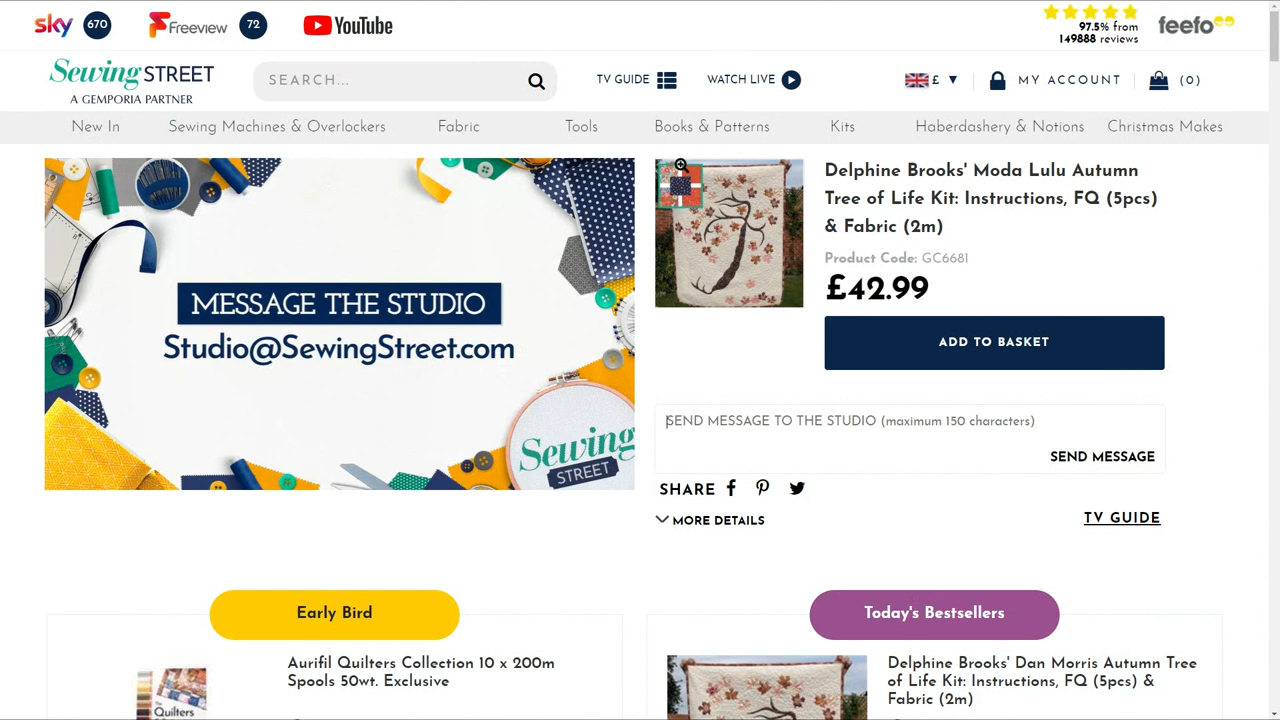 sky 670 Freeview 72 YouTube
97.5% from
149888 reviews
feefo
Sewing STREET
A GEMPORIA PARTNER
SEARCH...
TV GUIDE
WATCH LIVE
£ ▼
MY ACCOUNT
(0)
New In Sewing Machines & Overlockers Fabric Tools Books & Patterns Kits Haberdashery & Notions Christmas Makes
MESSAGE THE STUDIO
Studio@SewingStreet.com
Sewing
STREET
Delphine Brooks' Moda Lulu Autumn
Tree of Life Kit: Instructions, FQ (5pcs)
& Fabric (2m)
Product Code: GC6681
£42.99
ADD TO BASKET
SEND MESSAGE TO THE STUDIO (maximum 150 characters)
SEND MESSAGE
SHARE
MORE DETAILS
TV GUIDE
Early Bird
Aurifil Quilters Collection 10 x 200m
Spools 50wt. Exclusive
Quilters
Today's Bestsellers
Delphine Brooks' Dan Morris Autumn Tree
of Life Kit: Instructions, FQ (5pcs) &
Fabric (2m)